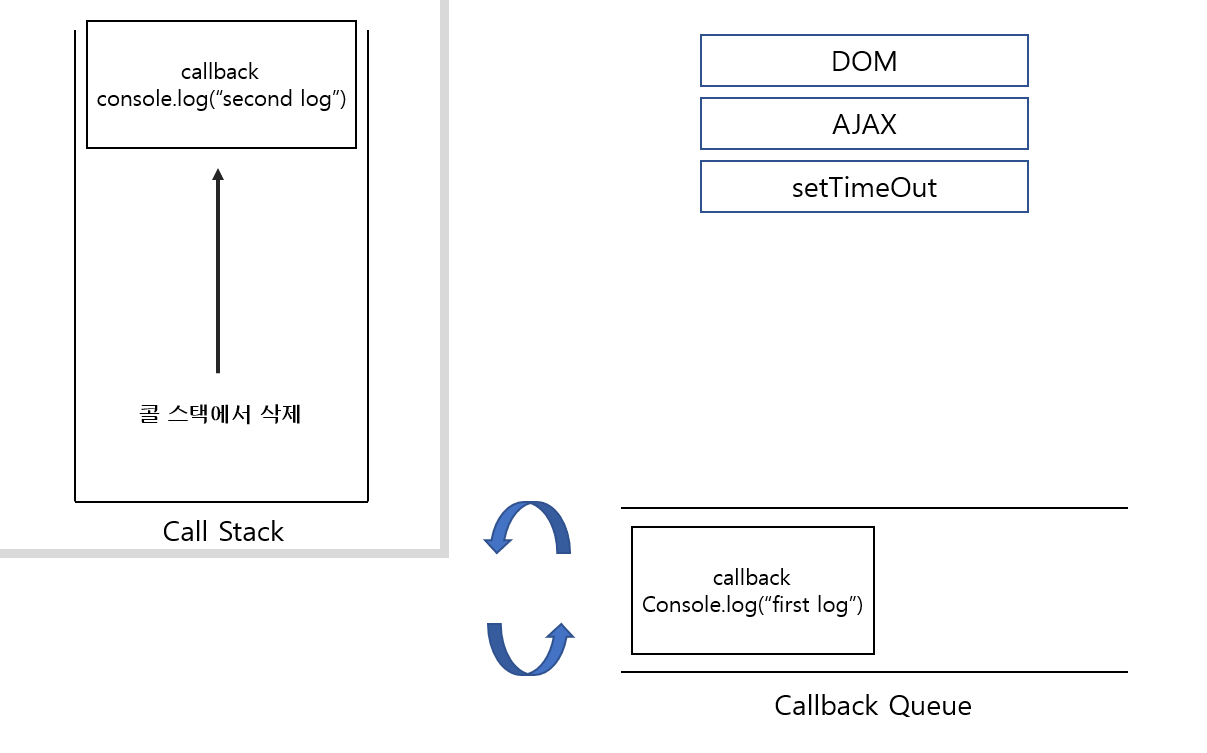 callback
console.log(“second log”)
콜 스택에서 삭제
Call Stack
DOM
AJAX
setTimeOut
callback
Console.log(“first log”)
Callback Queue